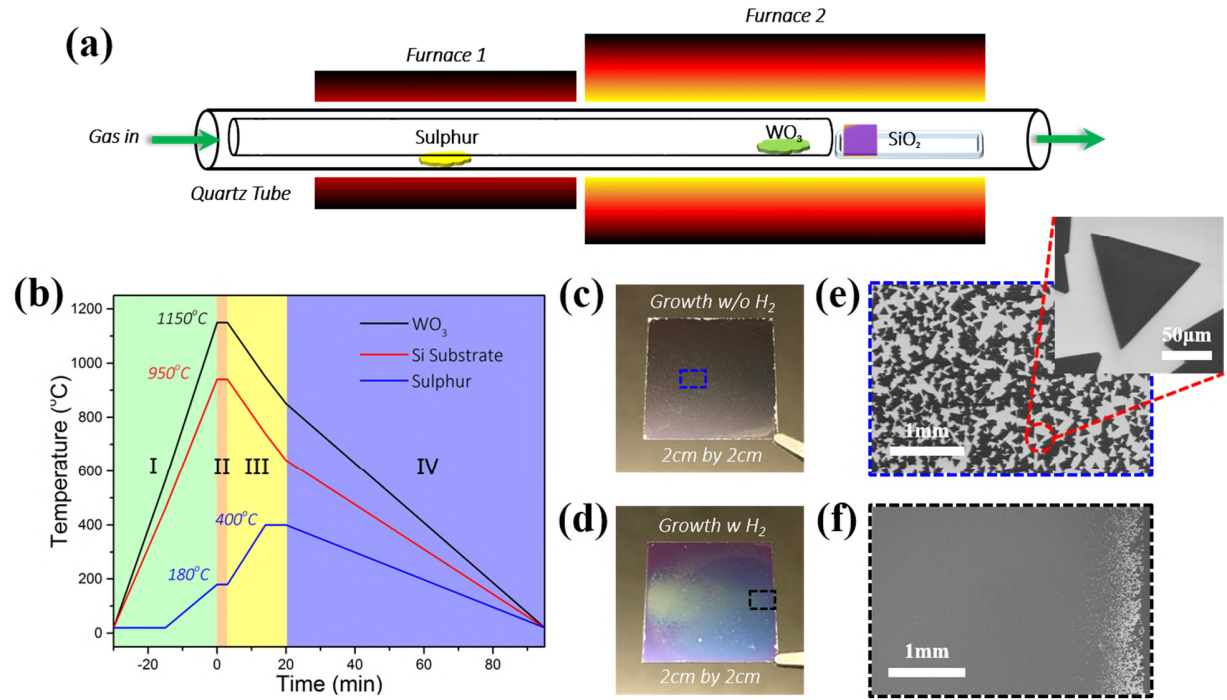 (a)
Furnace 1
Furnace 2
Gas in
Sulphur
WO₃
SiO₂
Quartz Tube
(b)
1200
1000
800
600
400
200
0
Temperature (°C)
-20
0
20
40
60
80
Time (min)
1150°C
950°C
400°C
180°C
I
II
III
IV
WO₃
Si Substrate
Sulphur
(c)
Growth w/o H₂
2cm by 2cm
(d)
Growth w H₂
2cm by 2cm
(e)
1mm
50μm
(f)
1mm